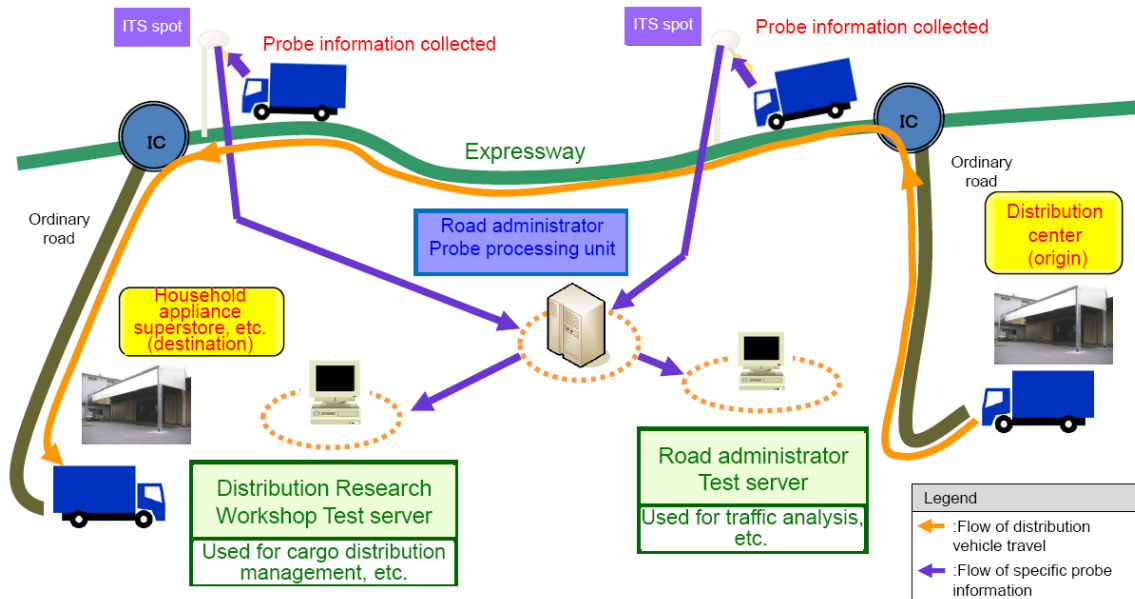 ITS spot
Probe information collected
ITS spot
Probe information collected
IC
IC
Expressway
Ordinary
road
Ordinary
road
Road administrator
Probe processing unit
Distribution
center
(origin)
Household
appliance
superstore, etc.
(destination)
Distribution Research
Workshop Test server
Used for cargo distribution
management, etc.
Road administrator
Test server
Used for traffic analysis,
etc.
Legend
:Flow of distribution
vehicle travel
:Flow of specific probe
information